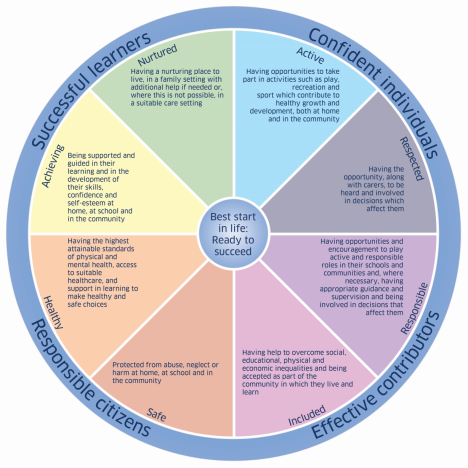 Successful learners
Confident individuals
Nurtured
Having a nurturing place to
live, in a family setting with
additional help if needed or,
where this is not possible, in
a suitable care setting
Active
Having opportunities to take
part in activities such as play,
recreation and
sport which contribute to
healthy growth and
development, both at home
and in the community
Achieving
Being supported and
guided in their
learning and in the
development of
their skills,
confidence and
self-esteem at
home, at school and
in the community
Respected
Having the
opportunity, along
with carers, to be
heard and involved
in decisions which
affect them
Best start
in life:
Ready to
succeed
Healthy
Having the highest
attainable standards
of physical and
mental health, access
to suitable
healthcare, and
support in learning to
make healthy and
safe choices
Responsible
Having opportunities and
encouragement to play
active and responsible
roles in their schools and
communities and, where
necessary, having
appropriate guidance and
supervision and being
involved in decisions that
affect them
Safe
Protected from abuse, neglect or
harm at home, at school and in
the community
Included
Having help to overcome social,
educational, physical and
economic inequalities and being
accepted as part of the
community in which they live and
learn
Responsible citizens
Effective contributors